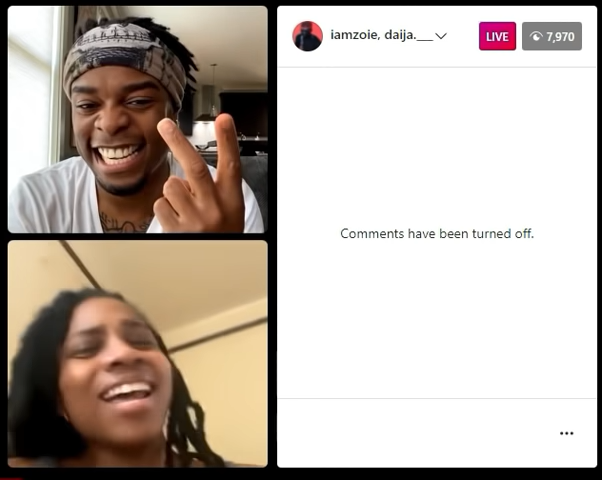 iamzoie, daija.___
LIVE
7,970
Comments have been turned off.